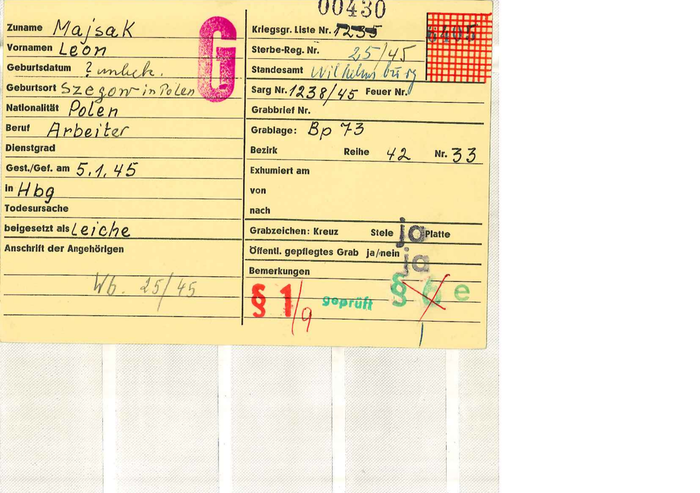 00430
Zuname Majsak
Vornamen Leon
Geburtsdatum ? unbek.
Geburtsort Szegow in Polen
Nationalität Polen
Beruf Arbeiter
Dienstgrad
Gest./Gef. am 5.1.45
in Hbg
Todesursache
beigesetzt als Leiche
Anschrift der Angehörigen
Wb. 25/45
G
Kriegsgr. Liste Nr. 1235
Sterbe-Reg. Nr. 25/45
Standesamt Wilhelmsburg
Sarg Nr. 1238/45 Feuer Nr.
Grabbrief Nr.
Grablage: Bp 73
Bezirk Reihe 42 Nr. 33
Exhumiert am
von
nach
Grabzeichen: Kreuz Stele ja Platte
Öffentl. gepflegtes Grab ja/nein ja
Bemerkungen
§ 1/9 geprüft § e